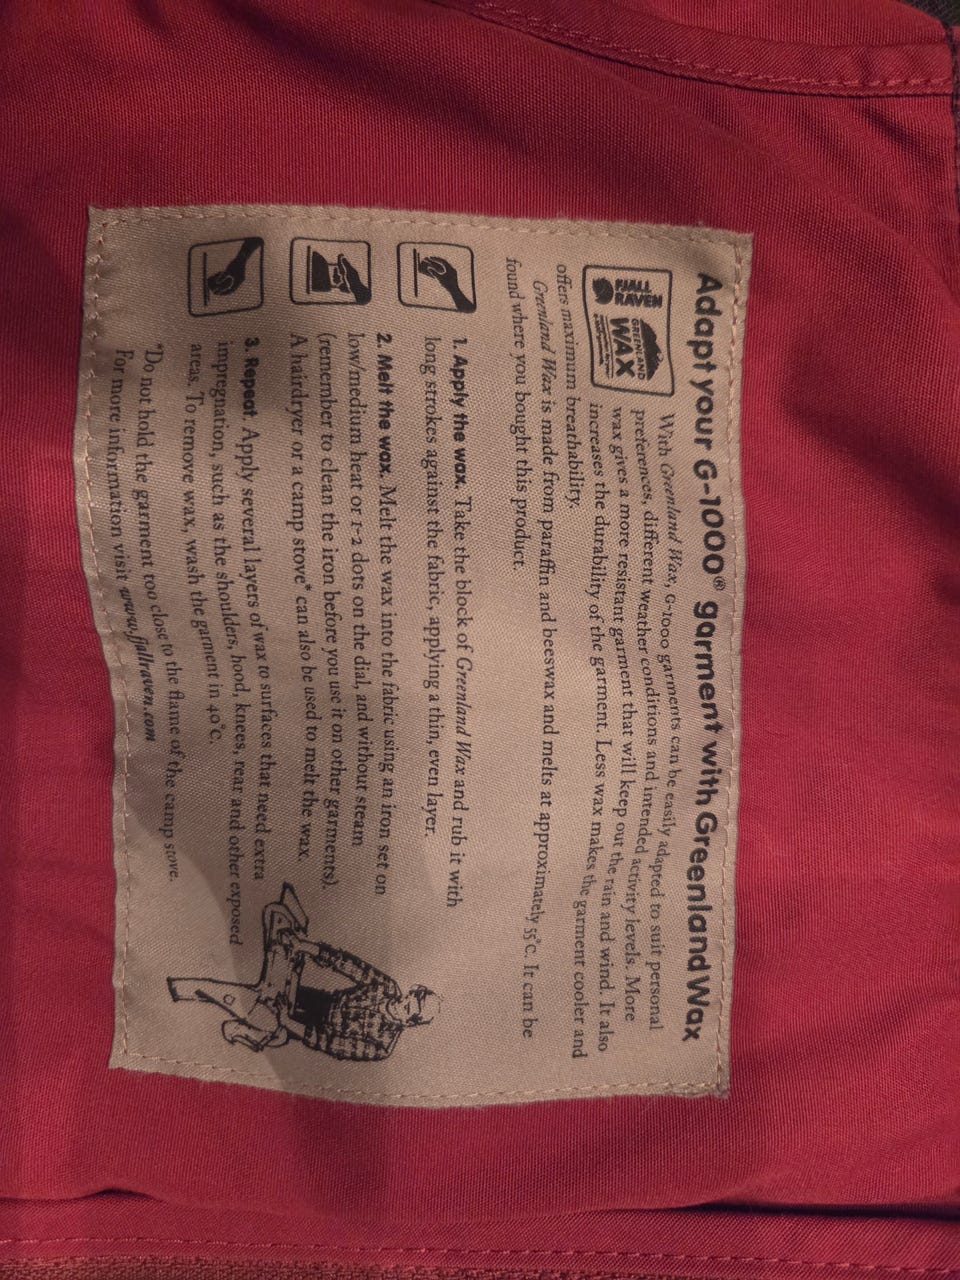 Adapt your G-1000® garment with Greenland Wax
FJALL
RAVEN
GREENLAND
WAX
With Greenland Wax, G-1000 garments can be easily adapted to suit personal
preferences, different weather conditions and intended activity levels. More
wax gives a more resistant garment that will keep out the rain and wind. It also
increases the durability of the garment. Less wax makes the garment cooler and
offers maximum breathability.
Greenland Wax is made from paraffin and beeswax and melts at approximately 55°C. It can be
found where you bought this product.
1. Apply the wax. Take the block of Greenland Wax and rub it with
long strokes against the fabric, applying a thin, even layer.
2. Melt the wax. Melt the wax into the fabric using an iron set on
low/medium heat or 1-2 dots on the dial, and without steam
(remember to clean the iron before you use it on other garments).
A hairdryer or a camp stove* can also be used to melt the wax.
3. Repeat. Apply several layers of wax to surfaces that need extra
impregnation, such as the shoulders, hood, knees, rear and other exposed
areas. To remove wax, wash the garment in 40°C.
*Do not hold the garment too close to the flame of the camp stove.
For more information visit www.fjallraven.com